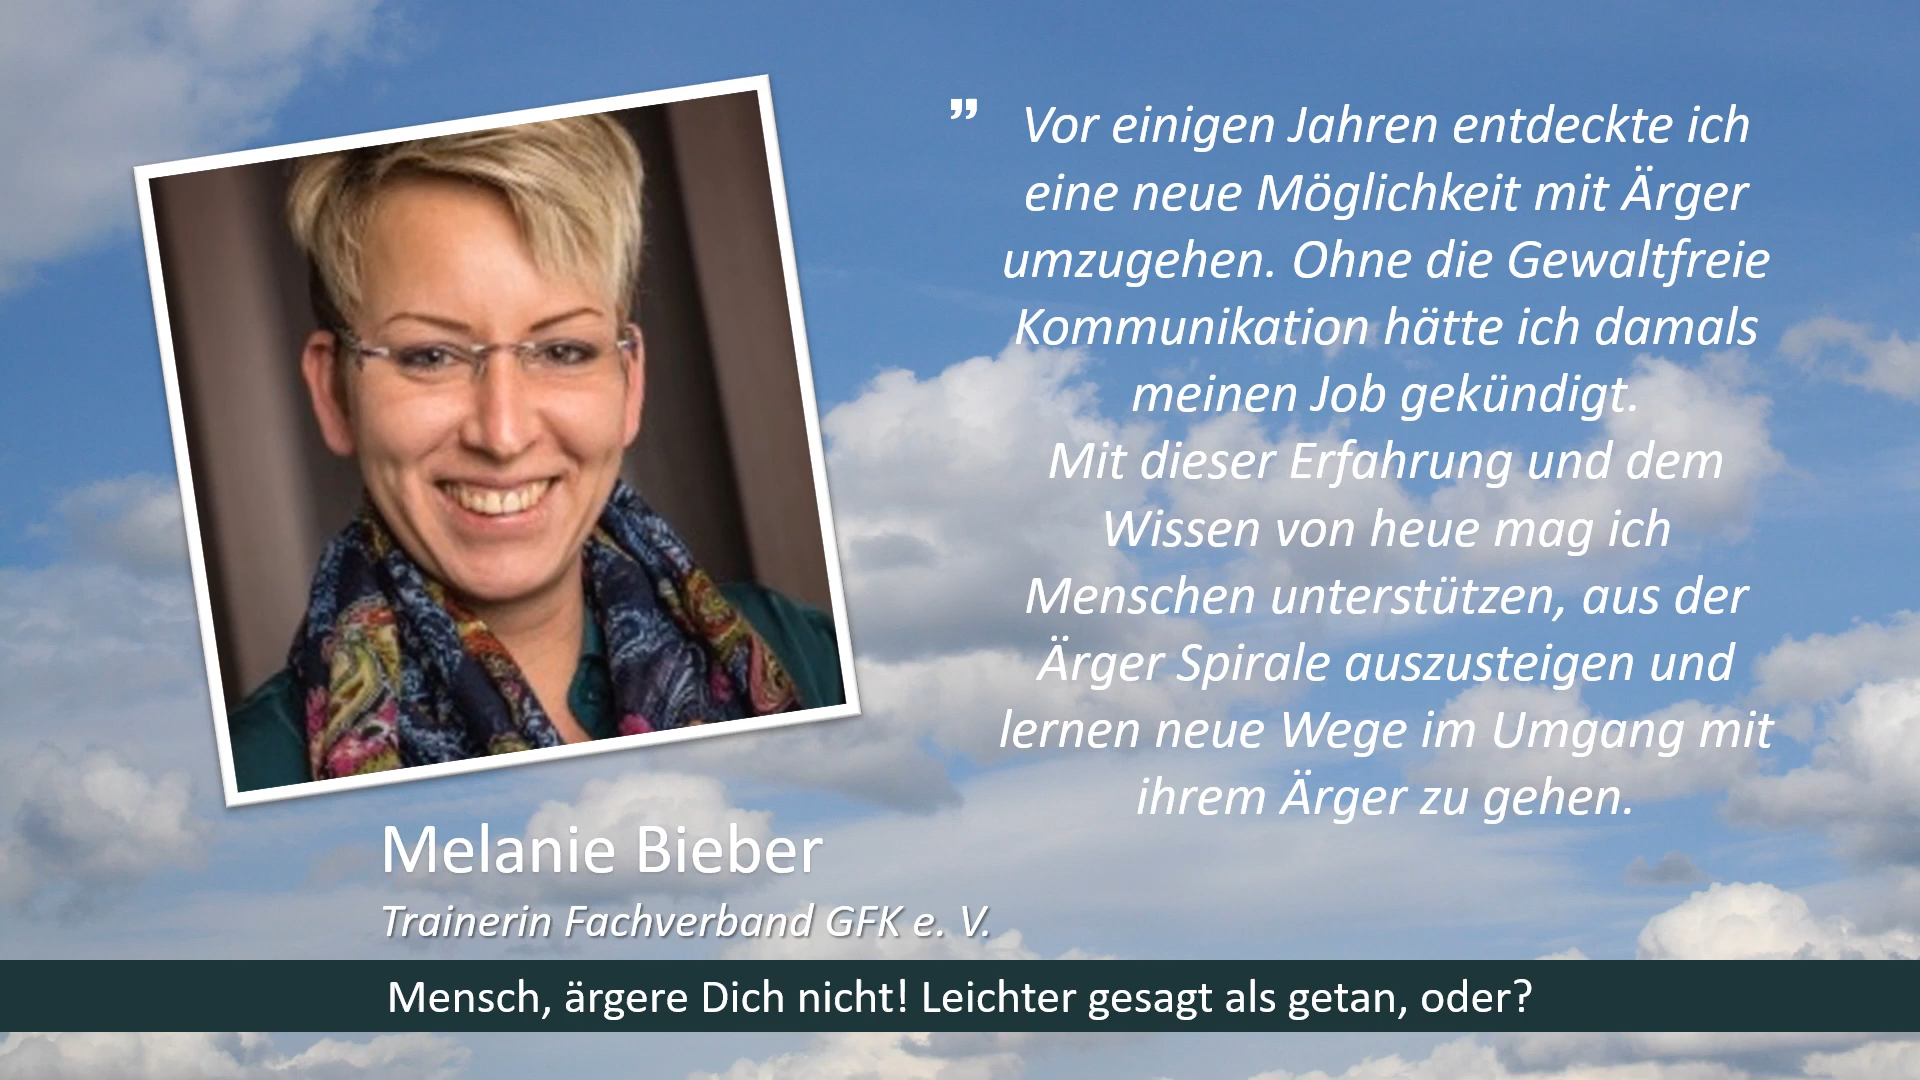 ” Vor einigen Jahren entdeckte ich
eine neue Möglichkeit mit Ärger
umzugehen. Ohne die Gewaltfreie
Kommunikation hätte ich damals
meinen Job gekündigt.
Mit dieser Erfahrung und dem
Wissen von heue mag ich
Menschen unterstützen, aus der
Ärger Spirale auszusteigen und
lernen neue Wege im Umgang mit
ihrem Ärger zu gehen.
Melanie Bieber
Trainerin Fachverband GFK e. V.
Mensch, ärgere Dich nicht! Leichter gesagt als getan, oder?